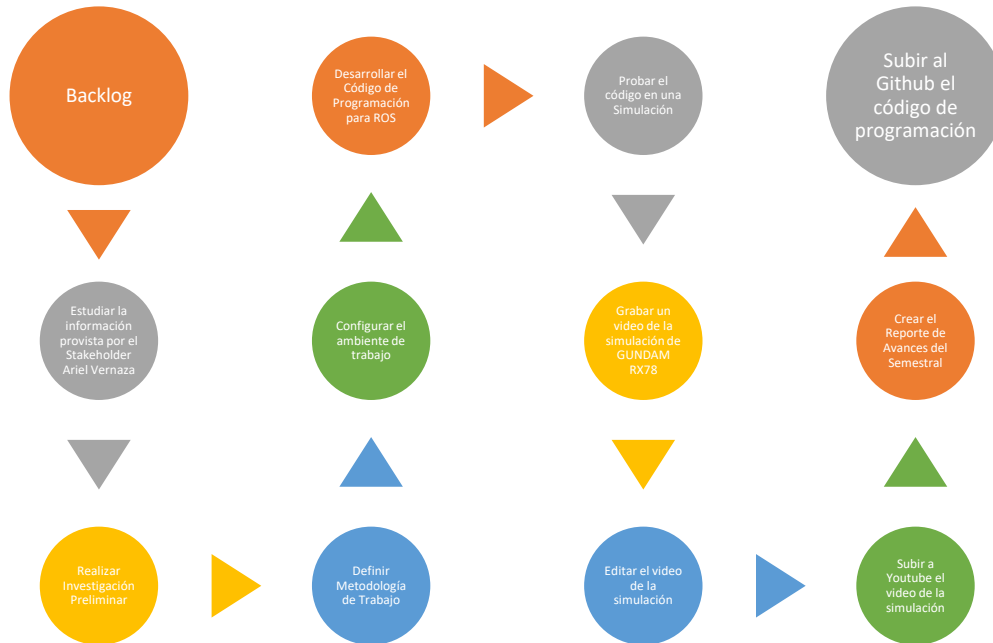 Backlog
Estudiar la
información
provista por el
Stakeholder
Ariel Vernaza
Realizar
Investigación
Preliminar
Definir
Metodología
de Trabajo
Configurar el
ambiente de
trabajo
Desarrollar el
Código de
Programación
para ROS
Probar el
código en una
Simulación
Grabar un
video de la
simulación de
GUNDAM
RX78
Editar el video
de la
simulación
Subir a
Youtube el
video de la
simulación
Crear el
Reporte de
Avances del
Semestral
Subir al
Github el
código de
programación